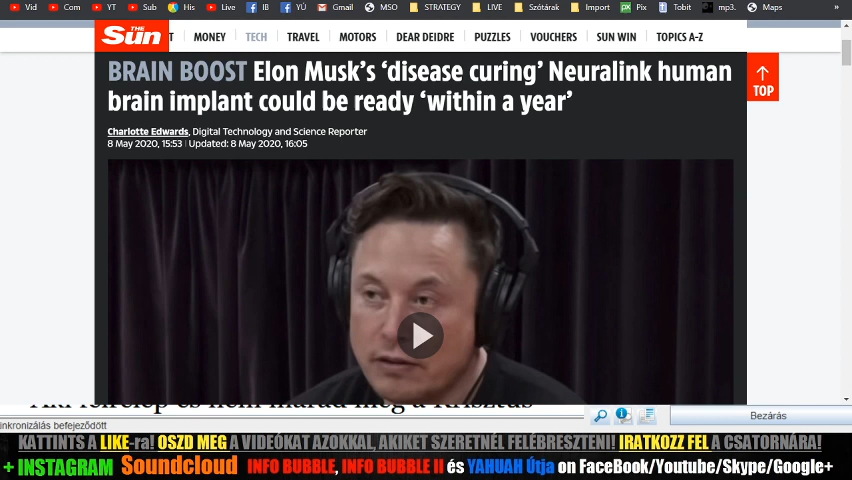 Vid Com YT Sub His Live IB YÚ Gmail MSO STRATEGY LIVE Szótárak Import Pix Tobit mp3. Maps »
THE
Sun
T MONEY TECH TRAVEL MOTORS DEAR DEIDRE PUZZLES VOUCHERS SUN WIN TOPICS A-Z
BRAIN BOOST Elon Musk's 'disease curing' Neuralink human
brain implant could be ready 'within a year'
TOP
Charlotte Edwards, Digital Technology and Science Reporter
8 May 2020, 15:53 | Updated: 8 May 2020, 16:05
Bezárás
inkronizálás befejeződött
KATTINTS A LIKE-ra! OSZD MEG A VIDEÓKAT AZOKKAL, AKIKET SZERETNÉL FELÉBRESZTENI! IRATKOZZ FEL A CSATORNÁRA!
+ INSTAGRAM Soundcloud INFO BUBBLE, INFO BUBBLE II és YAHUAH Útja on FaceBook/Youtube/Skype/Google+